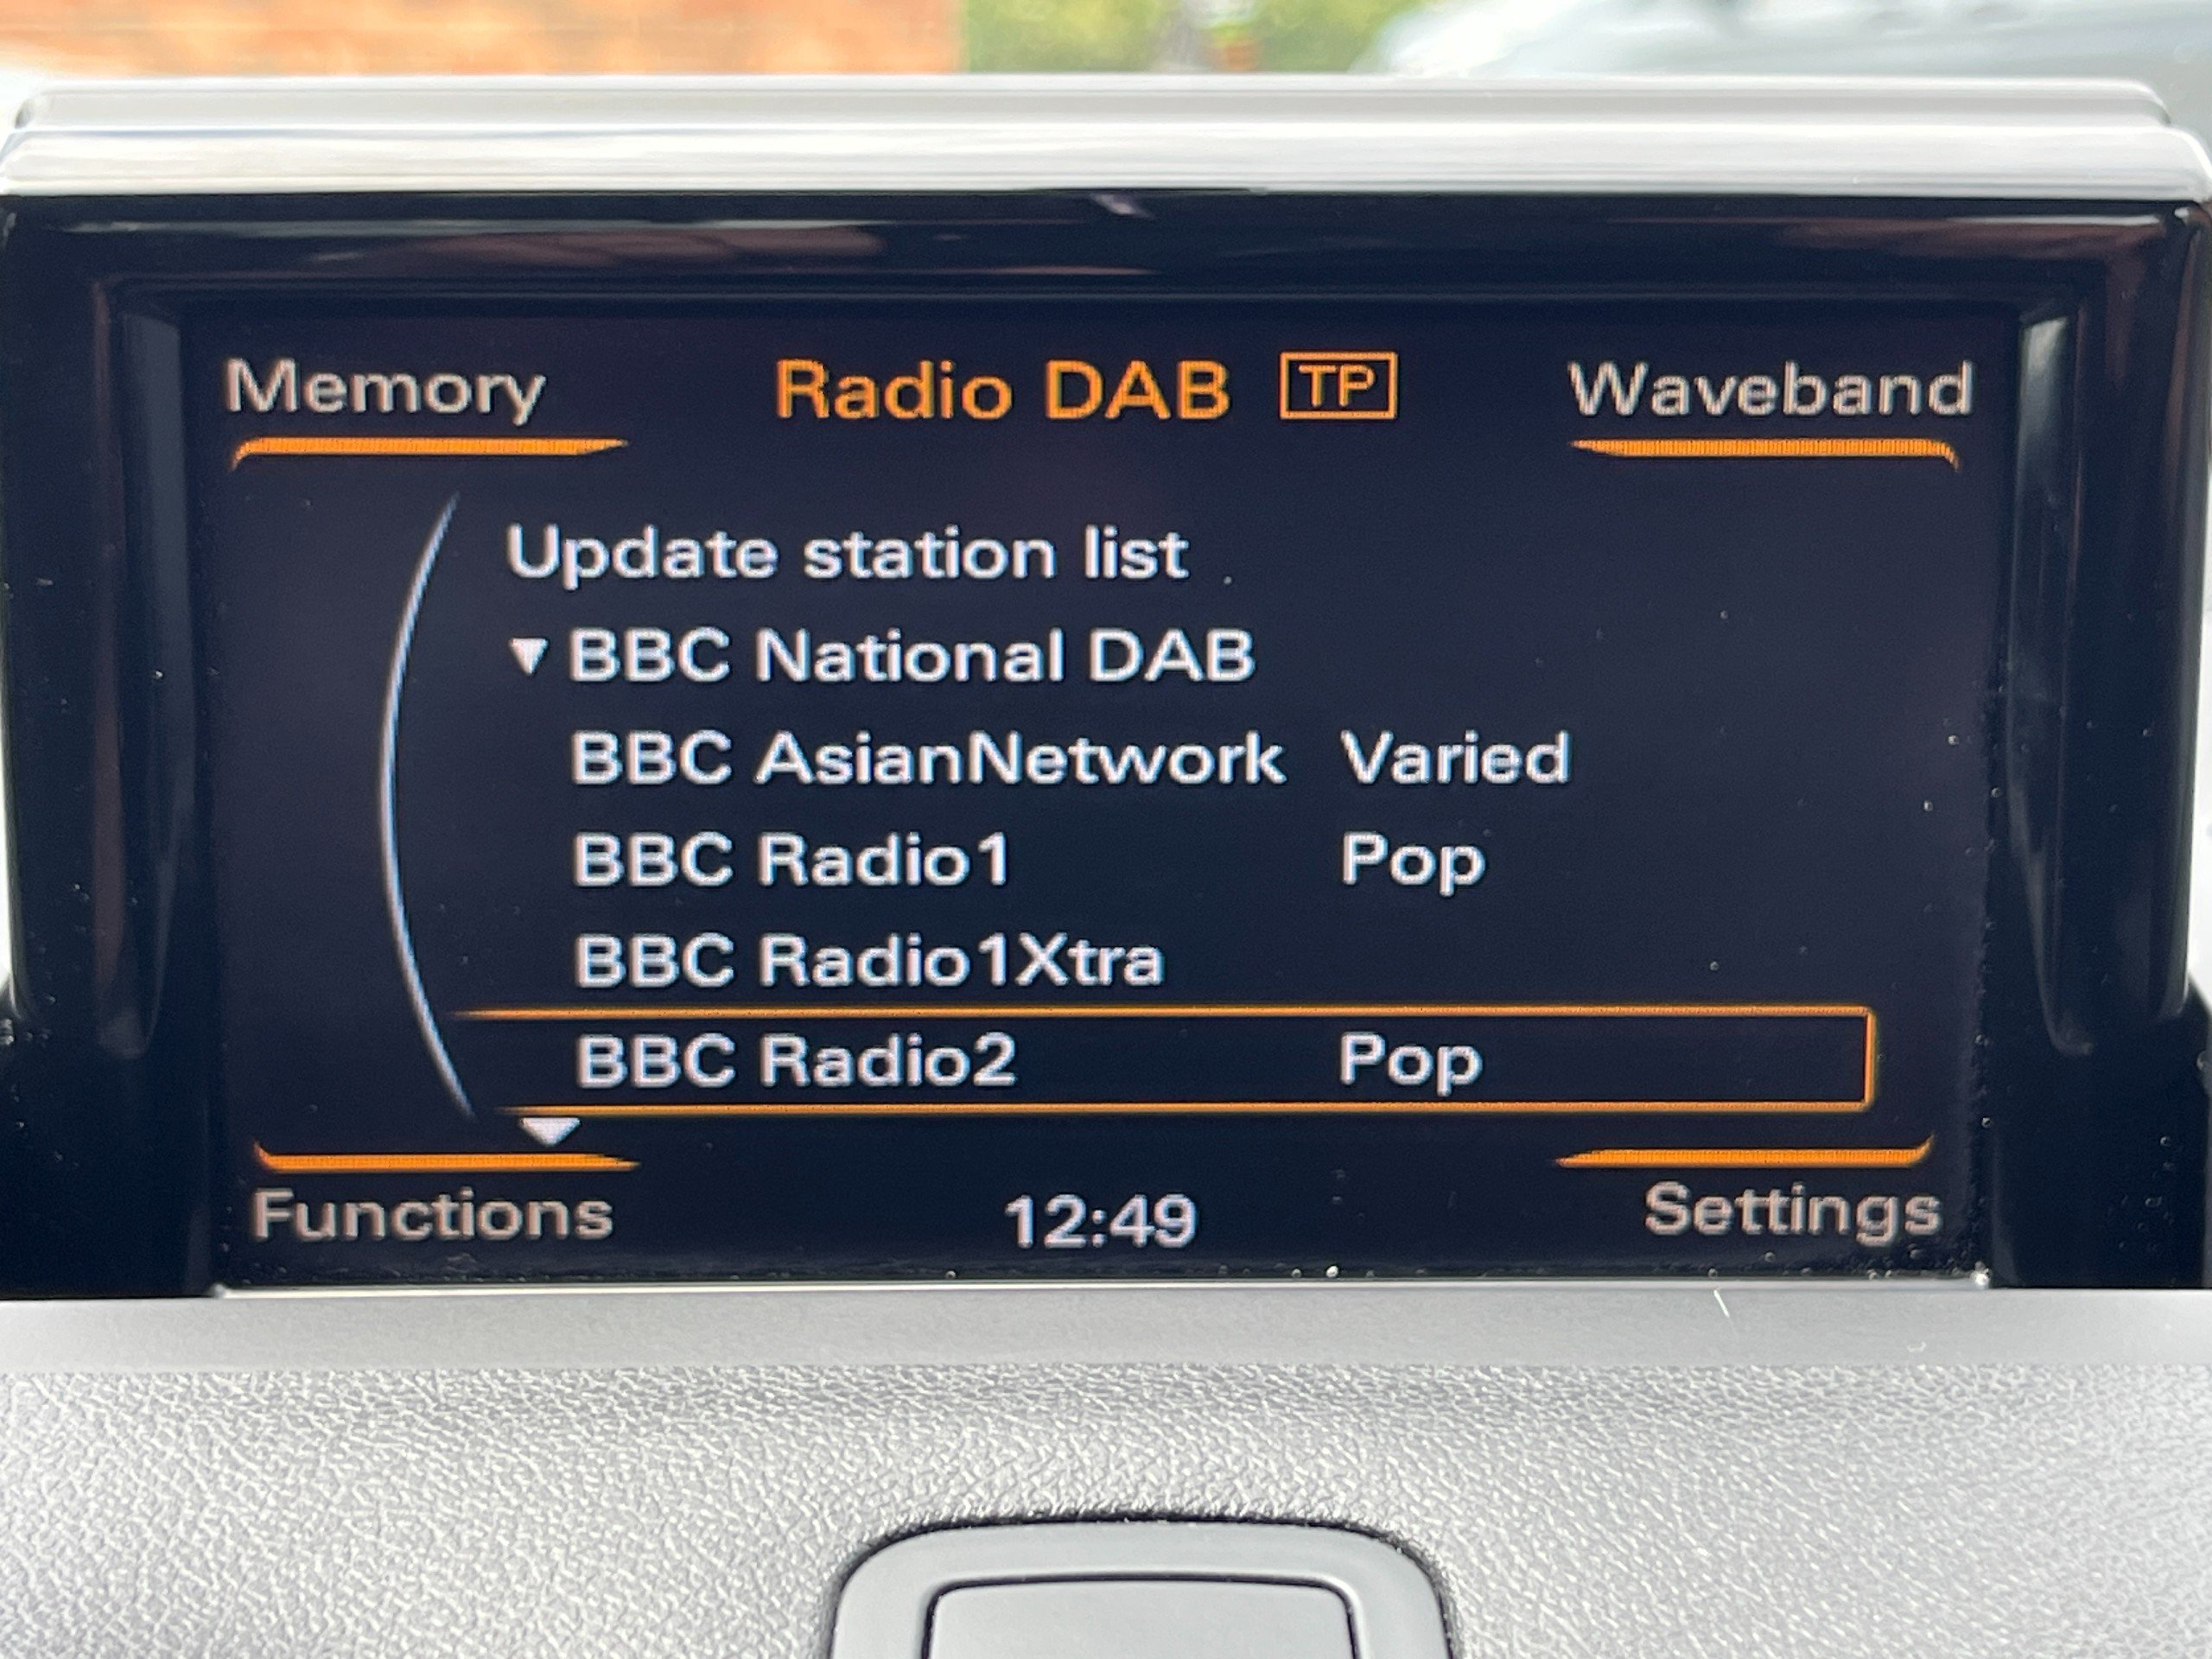 Memory Radio DAB TP Waveband
Update station list
BBC National DAB
BBC AsianNetwork Varied
BBC Radio1 Pop
BBC Radio1Xtra
BBC Radio2 Pop
Functions 12:49 Settings